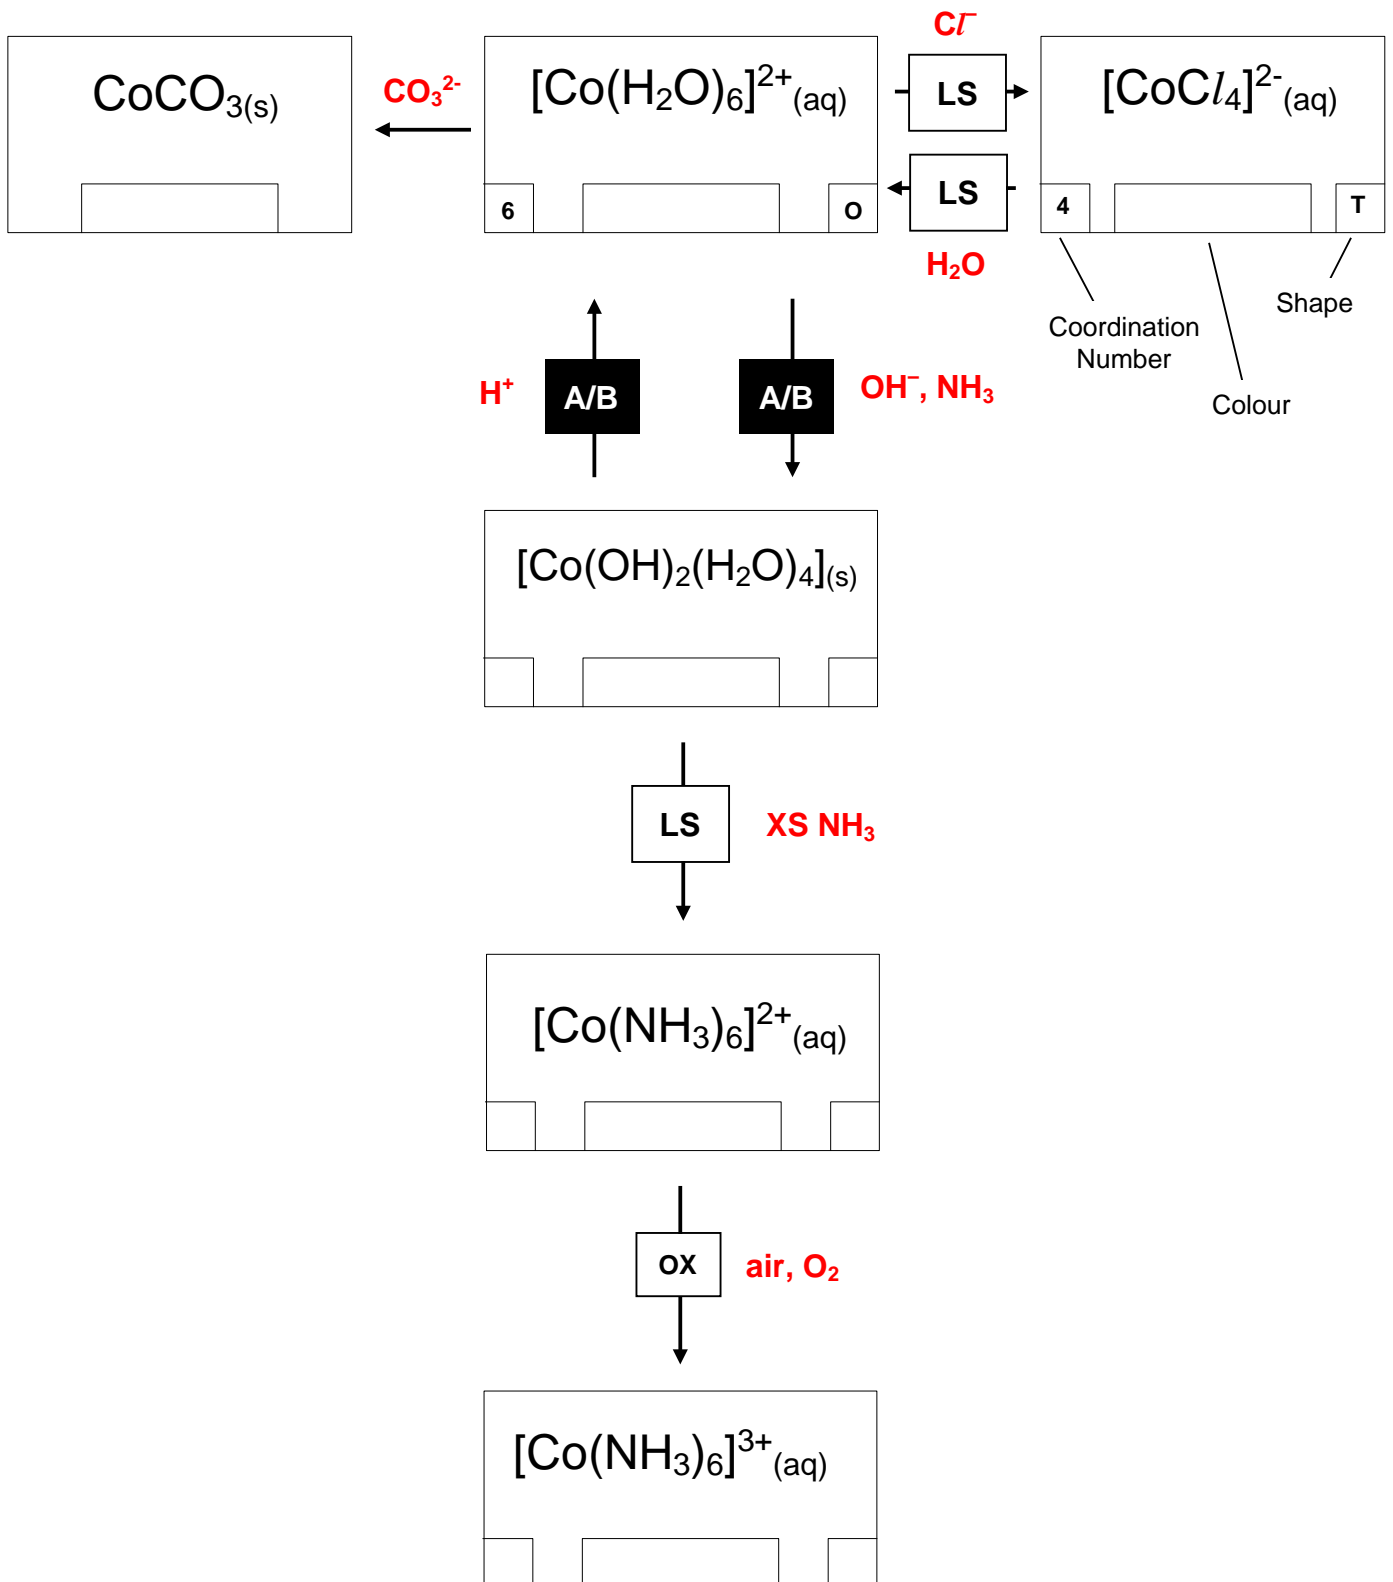 Cl⁻
CoCO₃(s)
CO₃²⁻
[Co(H₂O)₆]²⁺(aq)
LS
[CoCl₄]²⁻(aq)
6
O
LS
4
T
H₂O
Shape
Coordination
Number
Colour
H⁺
A/B
A/B
OH⁻, NH₃
[Co(OH)₂(H₂O)₄](s)
LS
XS NH₃
[Co(NH₃)₆]²⁺(aq)
OX
air, O₂
[Co(NH₃)₆]³⁺(aq)